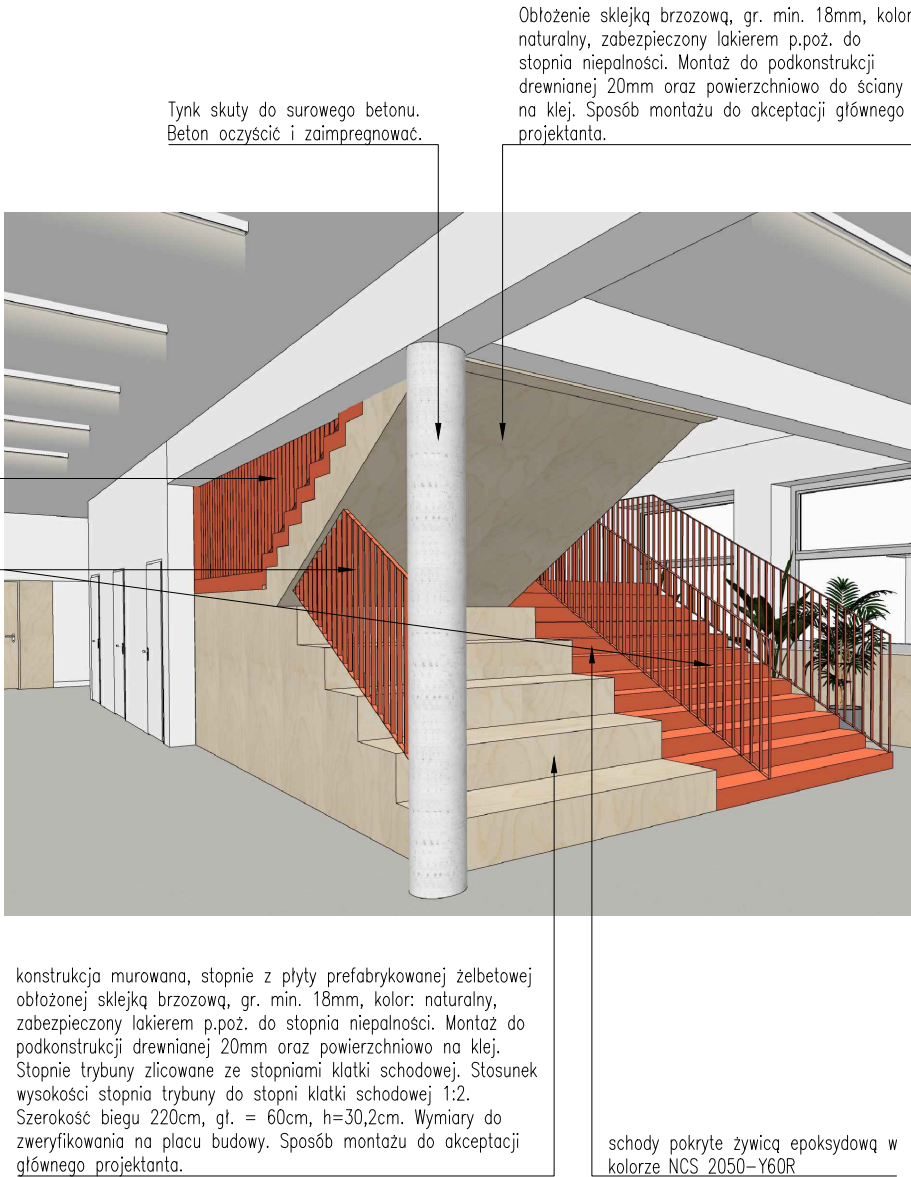 Obłożenie sklejką brzozową, gr. min. 18mm, kolor
naturalny, zabezpieczony lakierem p.poż. do
stopnia niepalności. Montaż do podkonstrukcji
drewnianej 20mm oraz powierzchniowo do ściany
na klej. Sposób montażu do akceptacji głównego
projektanta.
Tynk skuty do surowego betonu.
Beton oczyścić i zaimpregnować.
konstrukcja murowana, stopnie z płyty prefabrykowanej żelbetowej
obłożonej sklejką brzozową, gr. min. 18mm, kolor: naturalny,
zabezpieczony lakierem p.poż. do stopnia niepalności. Montaż do
podkonstrukcji drewnianej 20mm oraz powierzchniowo na klej.
Stopnie trybuny zlicowane ze stopniami klatki schodowej. Stosunek
wysokości stopnia trybuny do stopni klatki schodowej 1:2.
Szerokość biegu 220cm, gł. = 60cm, h=30,2cm. Wymiary do
zweryfikowania na placu budowy. Sposób montażu do akceptacji
głównego projektanta.
schody pokryte żywicą epoksydową w
kolorze NCS 2050-Y60R